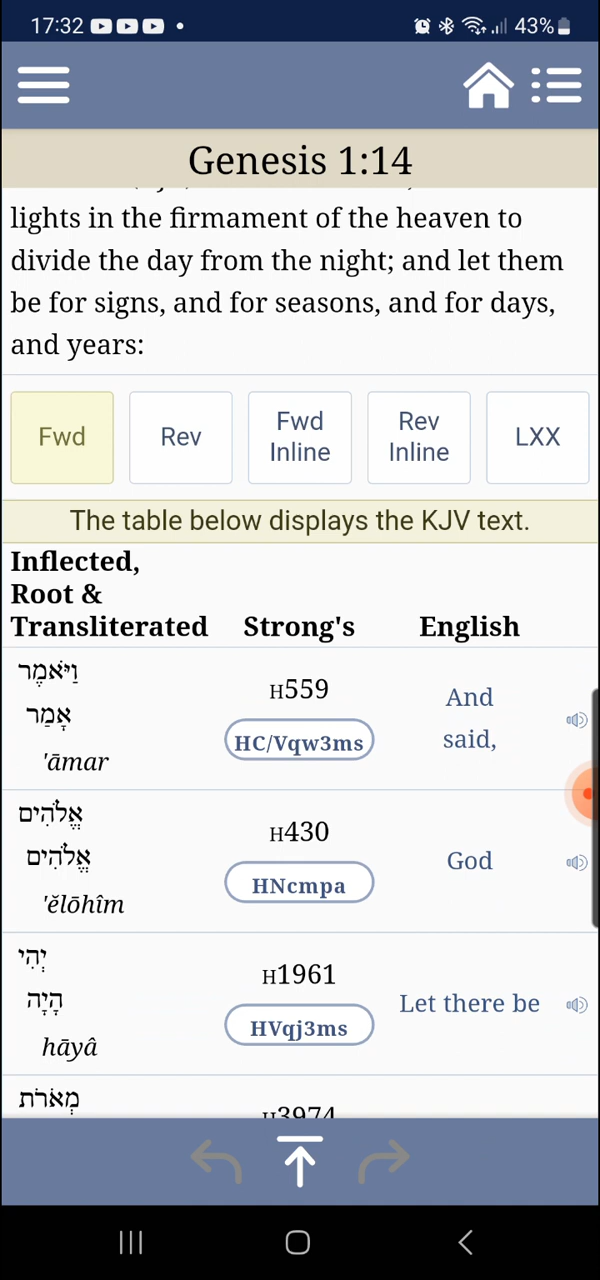 17:32
43%
Genesis 1:14
lights in the firmament of the heaven to
divide the day from the night; and let them
be for signs, and for seasons, and for days,
and years:
Fwd
Rev
Fwd
Inline
Rev
Inline
LXX
The table below displays the KJV text.
Inflected,
Root &
Transliterated
Strong's
English
וַיֹּאמֶר
אָמַר
'āmar
H559
HC/Vqw3ms
And
said,
אֱלֹהִים
אֱלֹהִים
'ĕlōhîm
H430
HNcmpa
God
יְהִי
הָיָה
hāyâ
H1961
HVqj3ms
Let there be
מְאֹרֹת
H3974